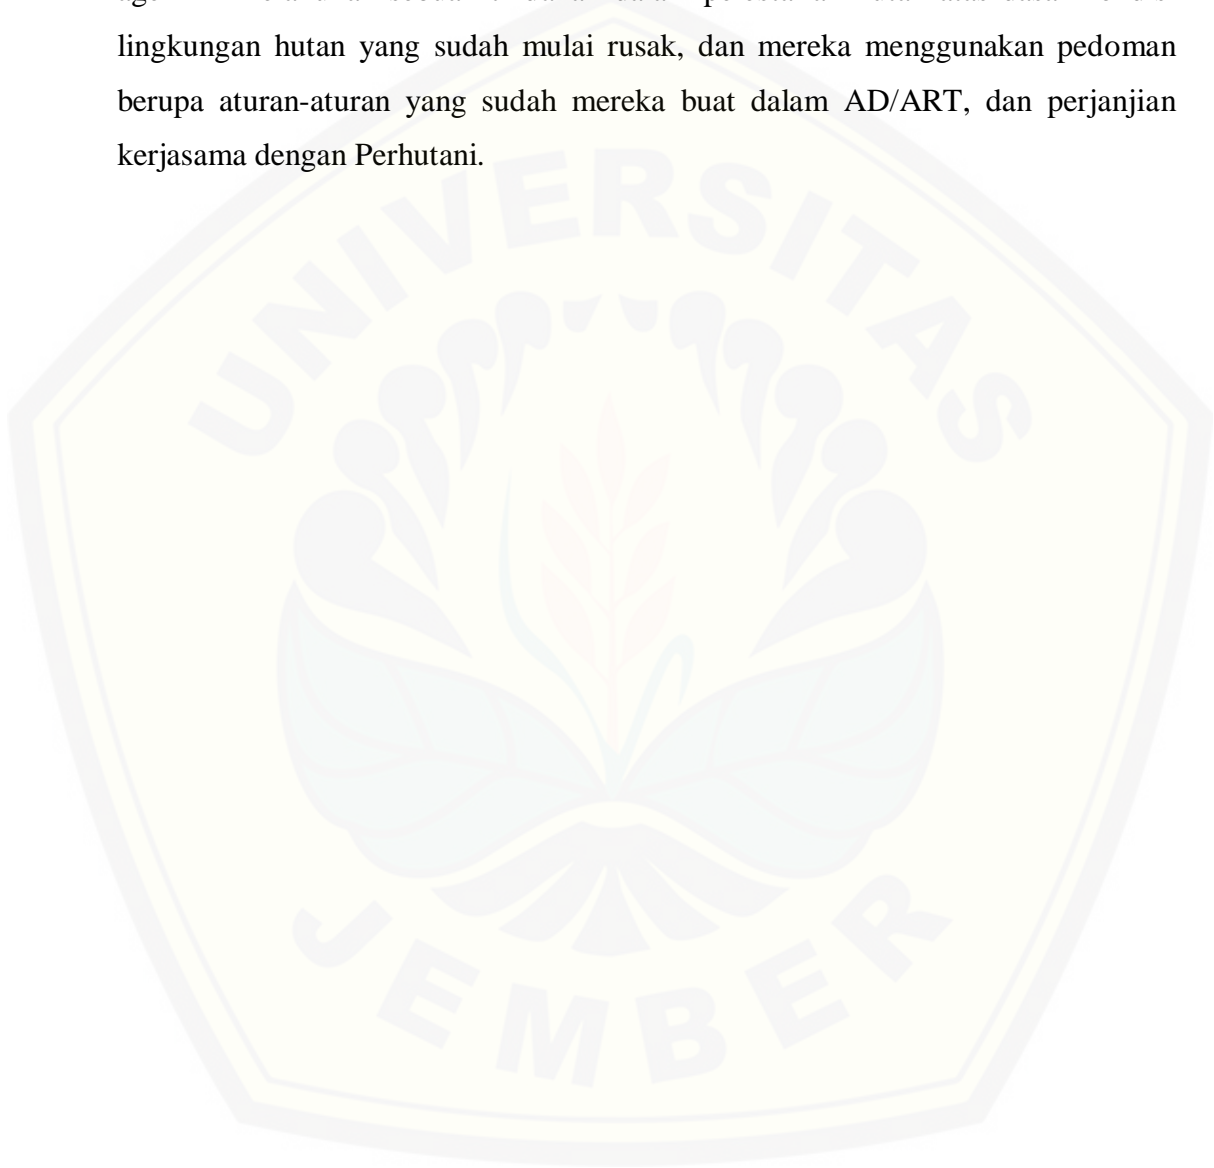 lingkungan hutan yang sudah mulai rusak, dan mereka menggunakan pedoman
berupa aturan-aturan yang sudah mereka buat dalam AD/ART, dan perjanjian
kerjasama dengan Perhutani.
UNIVERSITAS
JEMBER